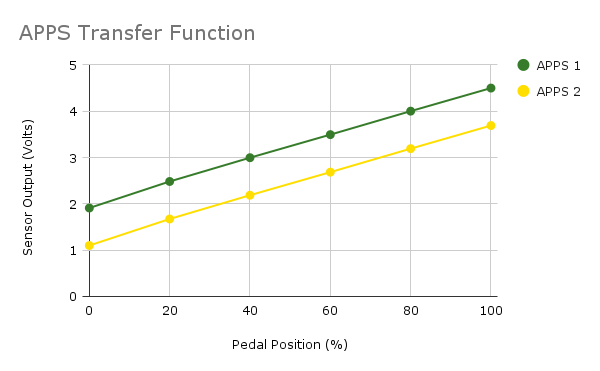 APPS Transfer Function
APPS 1
APPS 2
Sensor Output (Volts)
5
4
3
2
1
0
0 20 40 60 80 100
Pedal Position (%)